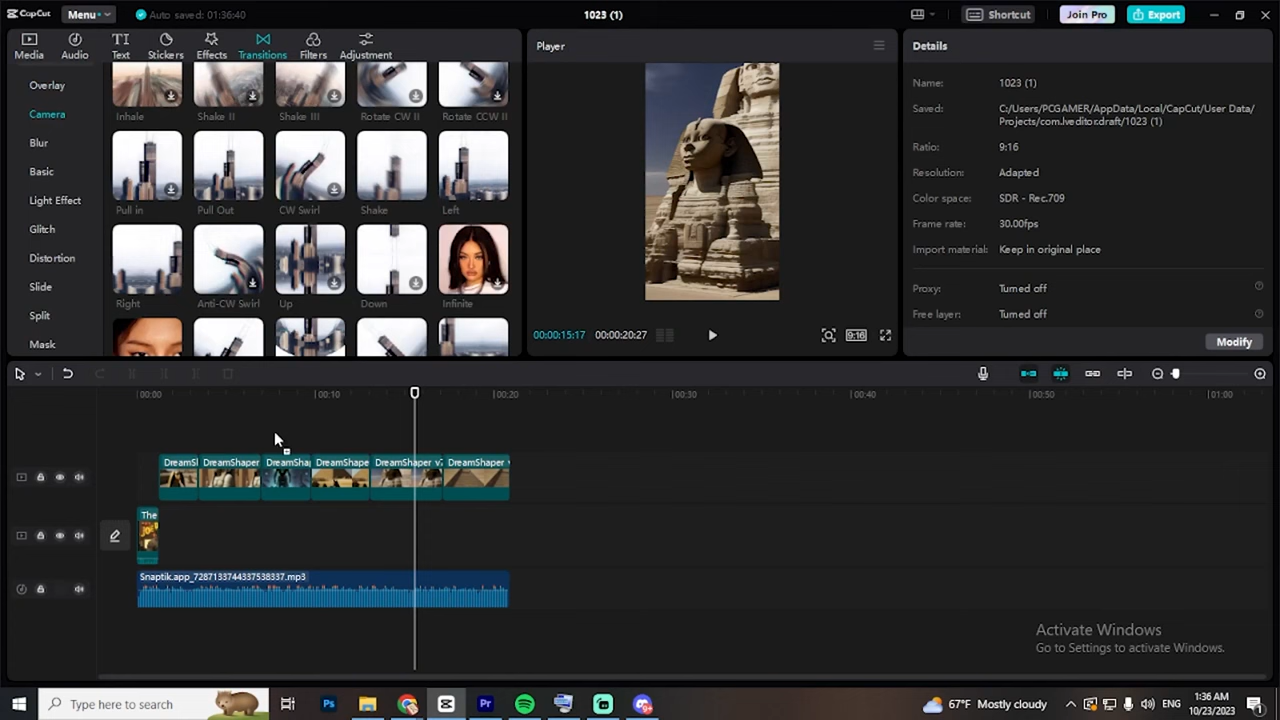 CapCut
Menu
Auto saved: 01:36:40
1023 (1)
Shortcut
Join Pro
Export
Media
Audio
Text
Stickers
Effects
Transitions
Filters
Adjustment
Overlay
Camera
Blur
Basic
Light Effect
Glitch
Distortion
Slide
Split
Mask
Inhale
Shake II
Shake III
Rotate CW II
Rotate CCW II
Pull in
Pull Out
CW Swirl
Shake
Left
Right
Anti-CW Swirl
Up
Down
Infinite
Player
00:00:15:17
00:00:20:27
9:16
Details
Name:
1023 (1)
Saved:
C:/Users/PCGAMER/AppData/Local/CapCut/User Data/
Projects/com.lveditor.draft/1023 (1)
Ratio:
9:16
Resolution:
Adapted
Color space:
SDR - Rec.709
Frame rate:
30.00fps
Import material:
Keep in original place
Proxy:
Turned off
Free layer:
Turned off
Modify
00:00
00:10
00:20
00:30
00:40
00:50
01:00
DreamSl
DreamShaper
DreamShap
DreamShape
DreamShaper v7
DreamShaper v
The
Snaptik.app_7287133744337538337.mp3
Activate Windows
Go to Settings to activate Windows.
Type here to search
Ps
Pr
67°F Mostly cloudy
ENG
1:36 AM
10/23/2023